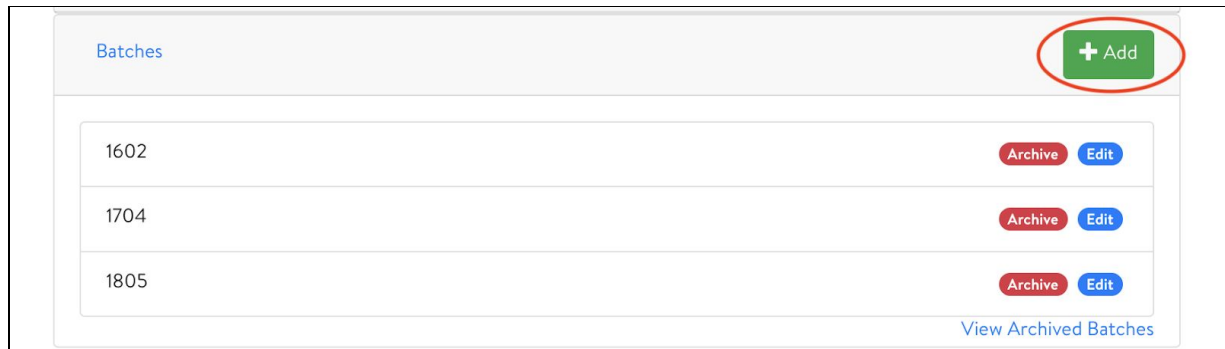 Batches + Add
1602 Archive Edit
1704 Archive Edit
1805 Archive Edit
View Archived Batches